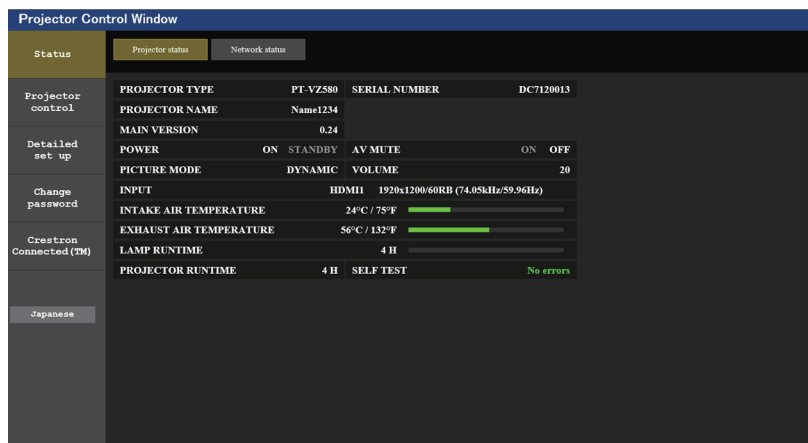 Projector Control Window
Status
Projector status Network status
Projector
control
Detailed
set up
Change
password
Crestron
Connected(TM)
Japanese
PROJECTOR TYPE PT-VZ580 SERIAL NUMBER DC7120013
PROJECTOR NAME Name1234
MAIN VERSION 0.24
POWER ON STANDBY AV MUTE ON OFF
PICTURE MODE DYNAMIC VOLUME 20
INPUT HDMI1 1920x1200/60RB (74.05kHz/59.96Hz)
INTAKE AIR TEMPERATURE 24°C / 75°F
EXHAUST AIR TEMPERATURE 56°C / 132°F
LAMP RUNTIME 4 H
PROJECTOR RUNTIME 4 H SELF TEST No errors